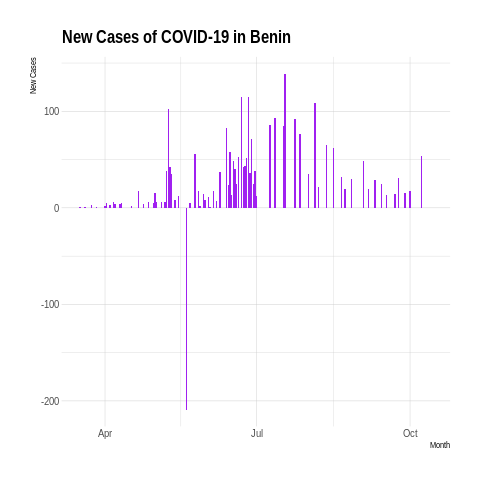 New Cases of COVID-19 in Benin
New Cases
100
0
-100
-200
Apr
Jul
Oct
Month